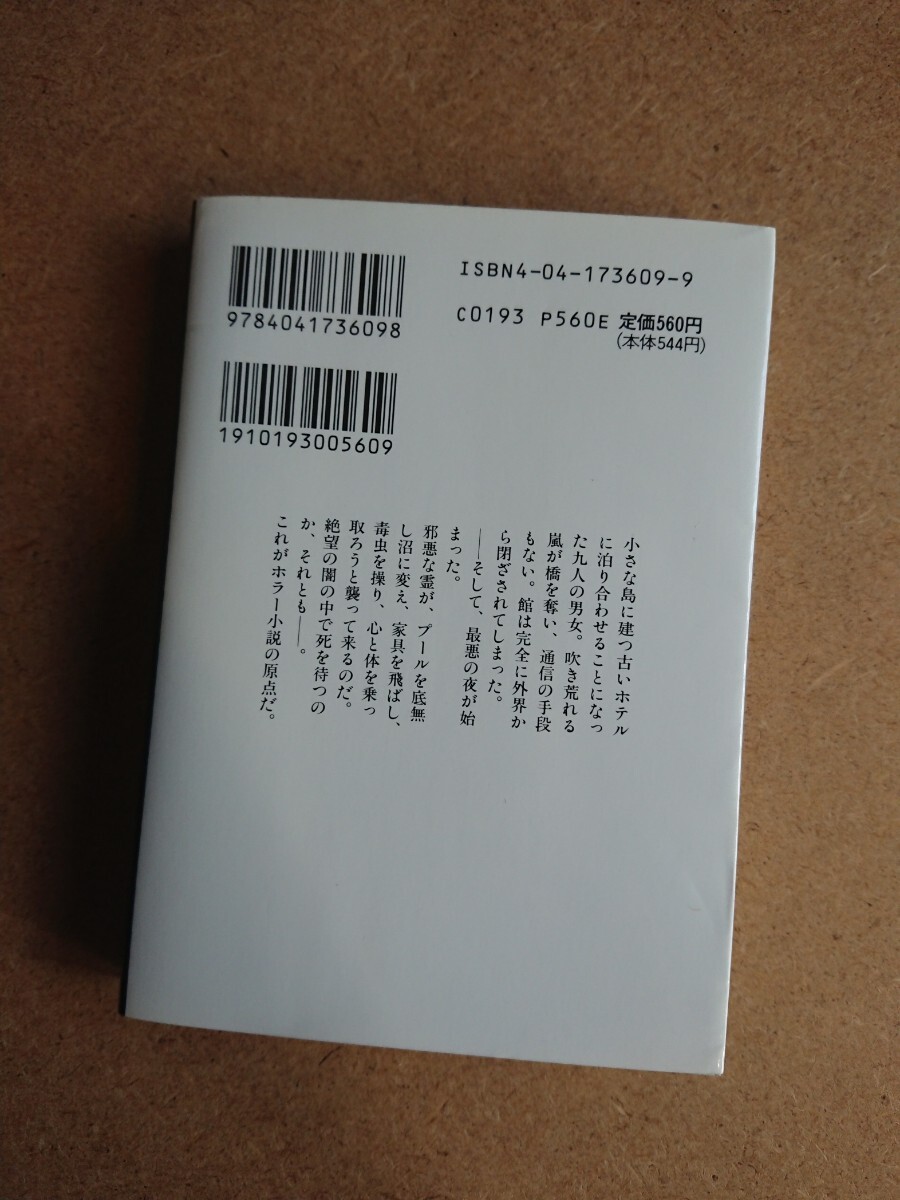 ISBN4-04-173609-9
C0193 P560E 定価560円
(本体544円)
9784041736098
1910193005609
小さな島に建つ古いホテル
に泊り合わせることになっ
た九人の男女。吹き荒れる
嵐が橋を奪い、通信の手段
もない。館は完全に外界か
ら閉ざされてしまった。
――そして、最悪の夜が始
まった。
邪悪な霊が、プールを底無
し沼に変え、家具を飛ばし、
毒虫を操り、心と体を乗っ
取ろうと襲って来るのだ。
絶望の闇の中で死を待つの
か、それとも――。
これがホラー小説の原点だ。